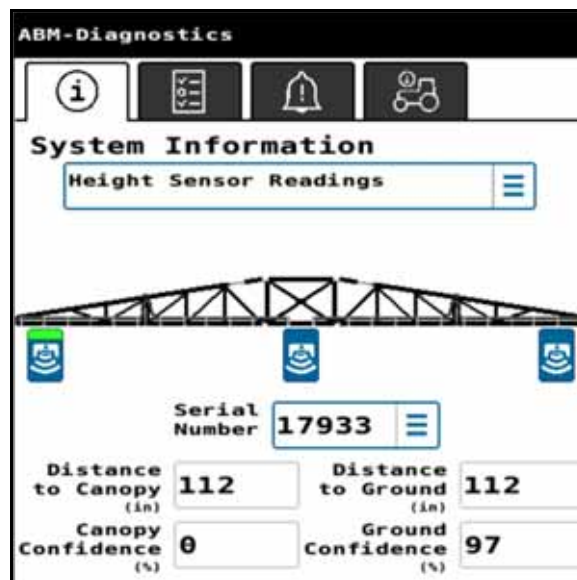 ABM-Diagnostics
System Information
Height Sensor Readings
Serial
Number
17933
Distance
to Canopy
(in)
112
Distance
to Ground
(in)
112
Canopy
Confidence
(%)
0
Ground
Confidence
(%)
97